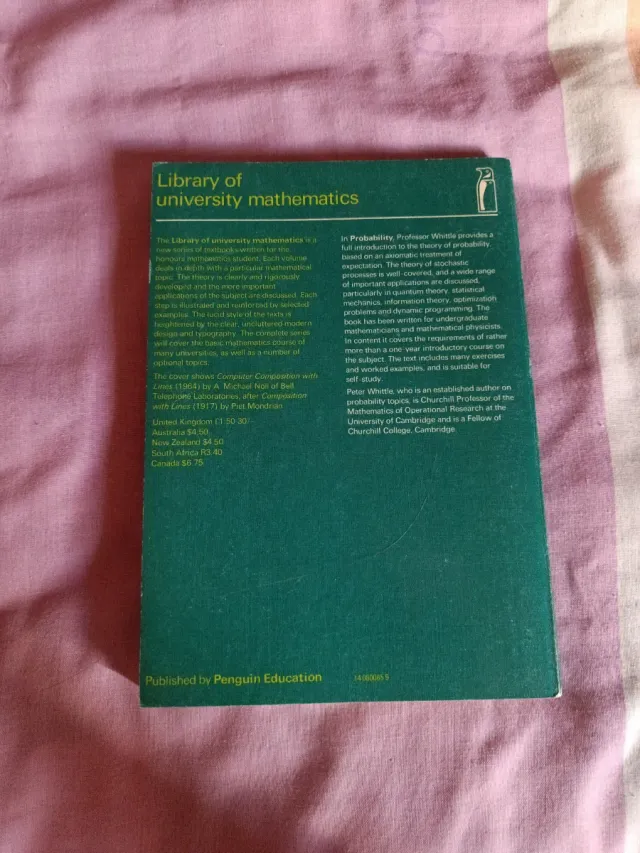 Library of
university mathematics
The Library of university mathematics is a
new series of textbooks written for the
honours mathematics student. Each volume
deals in depth with a particular mathematical
topic. The theory is clearly and rigorously
developed and the more important
applications of the subject are discussed. Each
step is illustrated and reinforced by selected
examples. The lucid style of the texts is
heightened by the clear, uncluttered modern
design and typography. The complete series
will cover the basic mathematics course of
many universities, as well as a number of
optional topics.
The cover shows Computer Composition with
Lines (1964) by A. Michael Noll of Bell
Telephone Laboratories, after Composition
with Lines (1917) by Piet Mondrian
United Kingdom £1.50 30/-
Australia $4.50
New Zealand $4.50
South Africa R3.40
Canada $6.75
In Probability, Professor Whittle provides a
full introduction to the theory of probability,
based on an axiomatic treatment of
expectation. The theory of stochastic
processes is well-covered, and a wide range
of important applications are discussed,
particularly in quantum theory, statistical
mechanics, information theory, optimization
problems and dynamic programming. The
book has been written for undergraduate
mathematicians and mathematical physicists.
In content it covers the requirements of rather
more than a one-year introductory course on
the subject. The text includes many exercises
and worked examples, and is suitable for
self-study.
Peter Whittle, who is an established author on
probability topics, is Churchill Professor of the
Mathematics of Operational Research at the
University of Cambridge and is a Fellow of
Churchill College, Cambridge.
Published by Penguin Education
14 080085 5